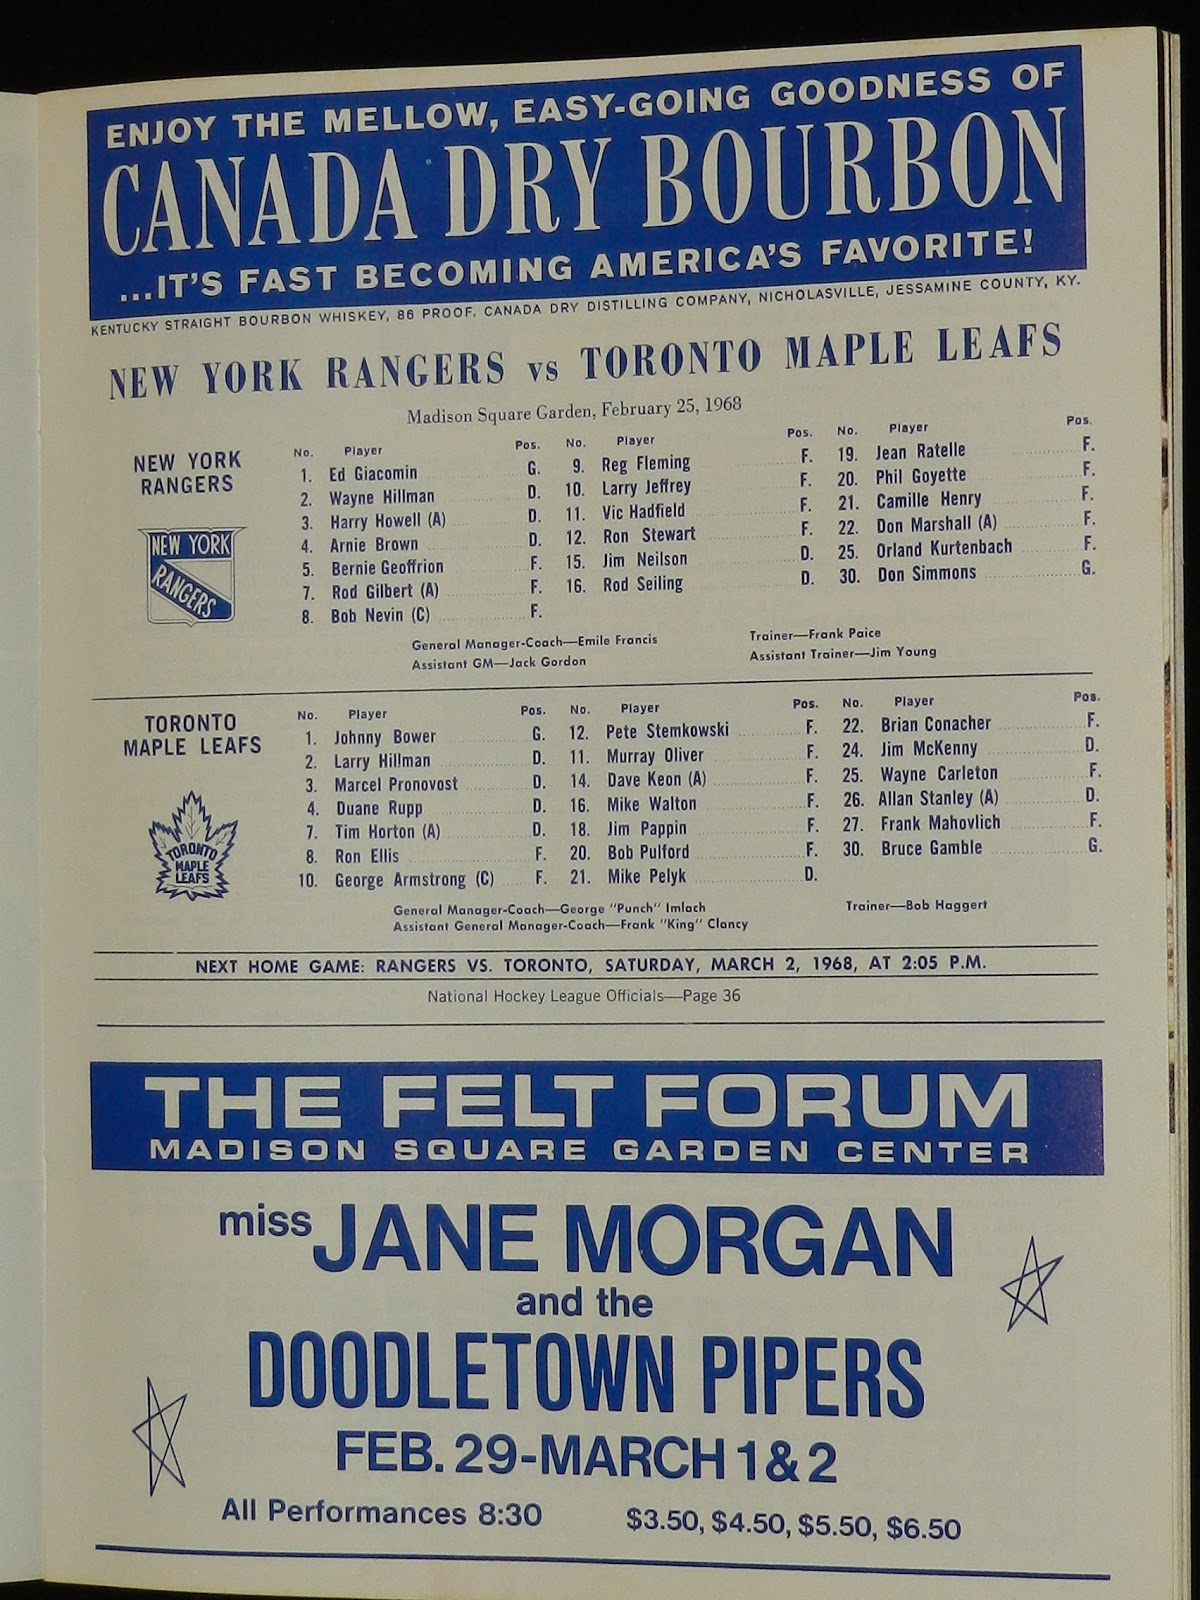 ENJOY THE MELLOW, EASY-GOING GOODNESS OF
CANADA DRY BOURBON
...IT'S FAST BECOMING AMERICA'S FAVORITE!
KENTUCKY STRAIGHT BOURBON WHISKEY, 86 PROOF. CANADA DRY DISTILLING COMPANY, NICHOLASVILLE, JESSAMINE COUNTY, KY.
NEW YORK RANGERS vs TORONTO MAPLE LEAFS
Madison Square Garden, February 25, 1968
NEW YORK
RANGERS
NEW YORK
RANGERS
No. Player Pos.
1. Ed Giacomin G.
2. Wayne Hillman D.
3. Harry Howell (A) D.
4. Arnie Brown D.
5. Bernie Geoffrion F.
7. Rod Gilbert (A) F.
8. Bob Nevin (C) F.
No. Player Pos.
9. Reg Fleming F.
10. Larry Jeffrey F.
11. Vic Hadfield F.
12. Ron Stewart F.
15. Jim Neilson D.
16. Rod Seiling D.
No. Player Pos.
19. Jean Ratelle F.
20. Phil Goyette F.
21. Camille Henry F.
22. Don Marshall (A) F.
25. Orland Kurtenbach F.
30. Don Simmons G.
General Manager-Coach—Emile Francis
Assistant GM—Jack Gordon
Trainer—Frank Paice
Assistant Trainer—Jim Young
TORONTO
MAPLE LEAFS
TORONTO
MAPLE
LEAFS
No. Player Pos.
1. Johnny Bower G.
2. Larry Hillman D.
3. Marcel Pronovost D.
4. Duane Rupp D.
7. Tim Horton (A) D.
8. Ron Ellis F.
10. George Armstrong (C) F.
No. Player Pos.
12. Pete Stemkowski F.
11. Murray Oliver F.
14. Dave Keon (A) F.
16. Mike Walton F.
18. Jim Pappin F.
20. Bob Pulford F.
21. Mike Pelyk D.
No. Player Pos.
22. Brian Conacher F.
24. Jim McKenny D.
25. Wayne Carleton F.
26. Allan Stanley (A) D.
27. Frank Mahovlich F.
30. Bruce Gamble G.
General Manager-Coach—George "Punch" Imlach
Assistant General Manager-Coach—Frank "King" Clancy
Trainer—Bob Haggert
NEXT HOME GAME: RANGERS VS. TORONTO, SATURDAY, MARCH 2, 1968, AT 2:05 P.M.
National Hockey League Officials—Page 36
THE FELT FORUM
MADISON SQUARE GARDEN CENTER
miss JANE MORGAN
and the
DOODLETOWN PIPERS
FEB. 29-MARCH 1 & 2
All Performances 8:30 $3.50, $4.50, $5.50, $6.50